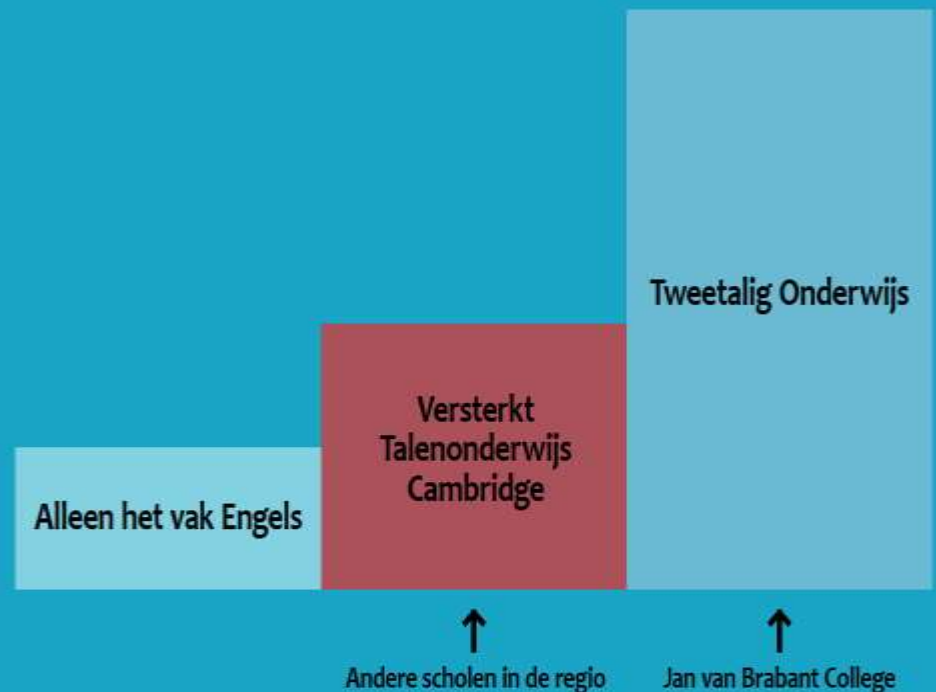 Tweetalig Onderwijs
Versterkt
Talenonderwijs
Cambridge
Alleen het vak Engels
↑ ↑
Andere scholen in de regio
Jan van Brabant College